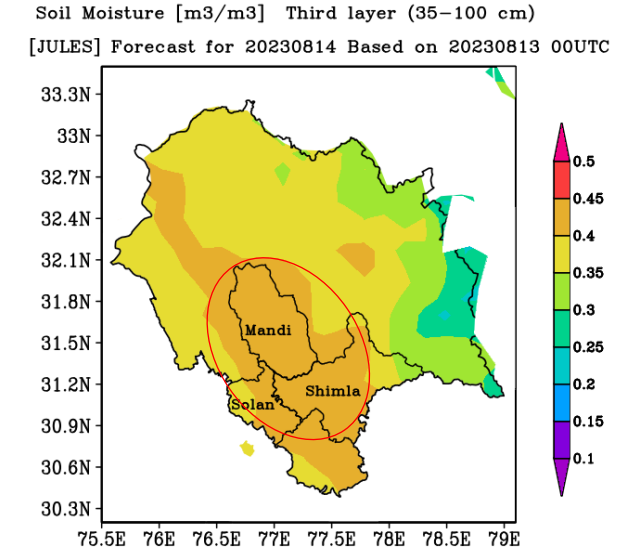 Soil Moisture [m3/m3]  Third layer (35-100 cm)
[JULES] Forecast for 20230814 Based on 20230813 00UTC
33.3N
33N
32.7N
32.4N
32.1N
31.8N
31.5N
31.2N
30.9N
30.6N
30.3N
Mandi
Shimla
Solan
75.5E 76E 76.5E 77E 77.5E 78E 78.5E 79E
0.5
0.45
0.4
0.35
0.3
0.25
0.2
0.15
0.1